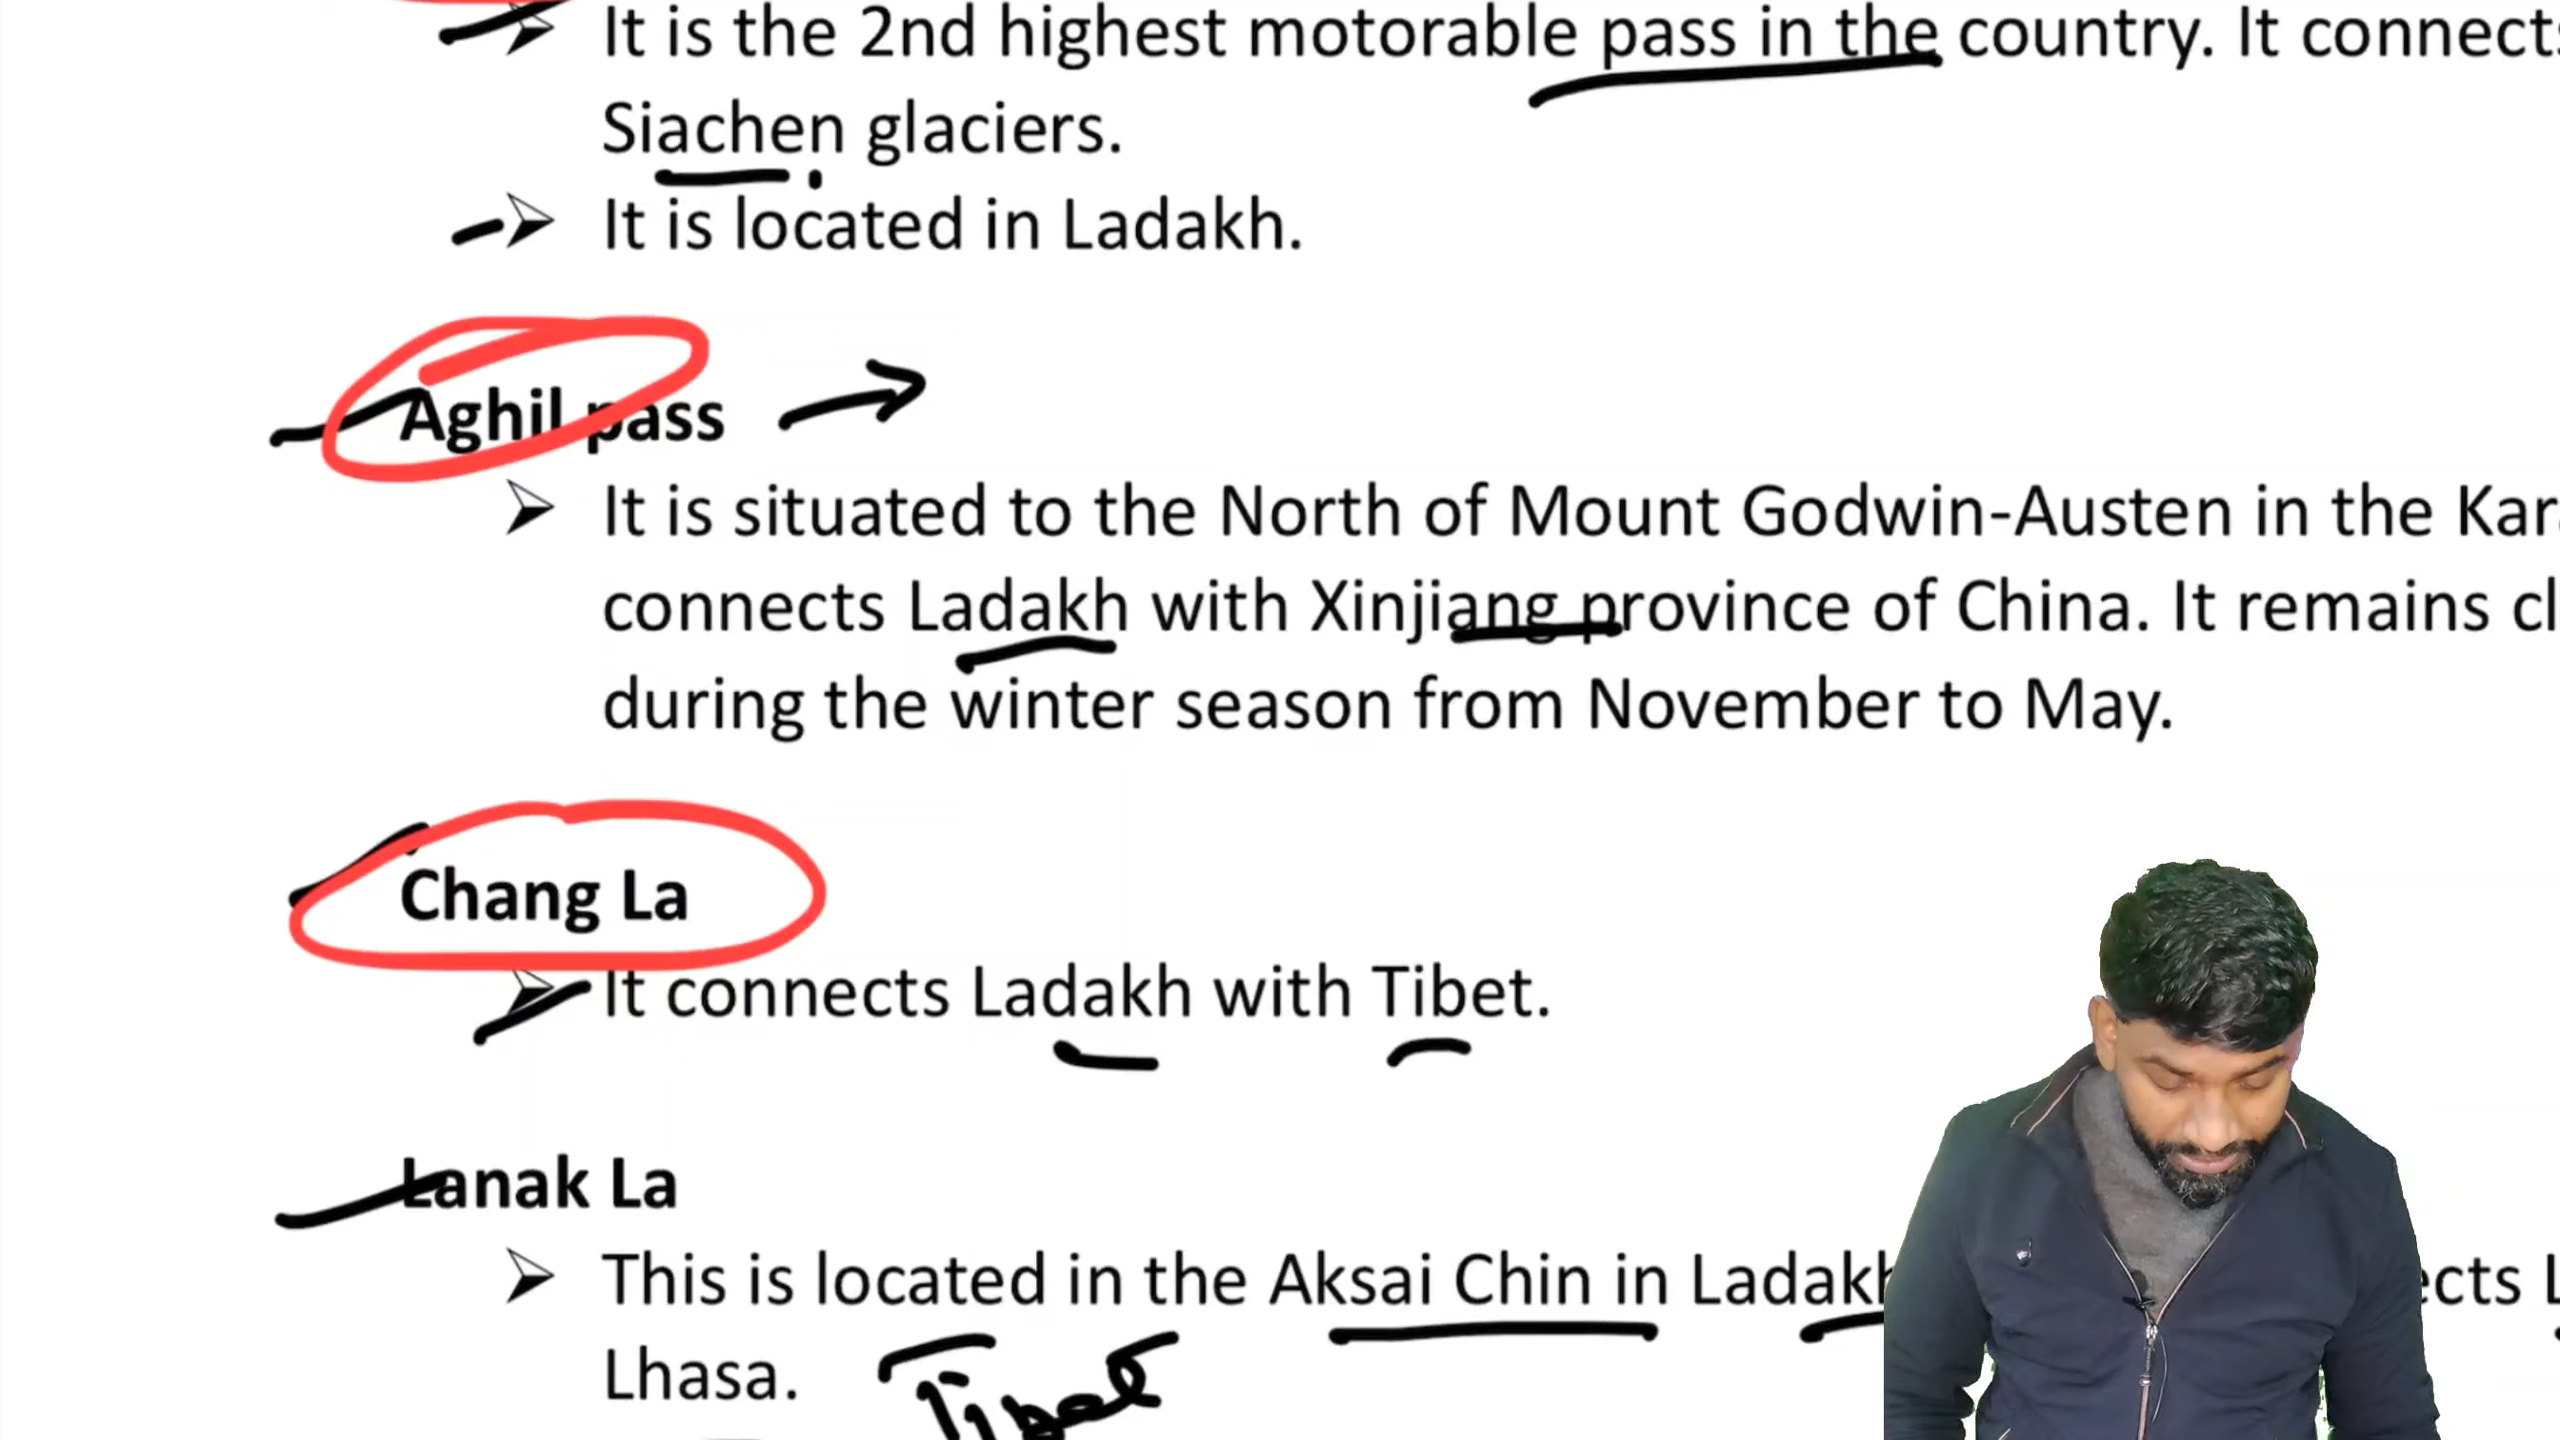 It is the 2nd highest motorable pass in the country. It connects
Siachen glaciers.
It is located in Ladakh.
Aghil pass
It is situated to the North of Mount Godwin-Austen in the Kar
connects Ladakh with Xinjiang province of China. It remains cl
during the winter season from November to May.
Chang La
It connects Ladakh with Tibet.
Lanak La
This is located in the Aksai Chin in Ladakh ects L
Lhasa.
Tibet